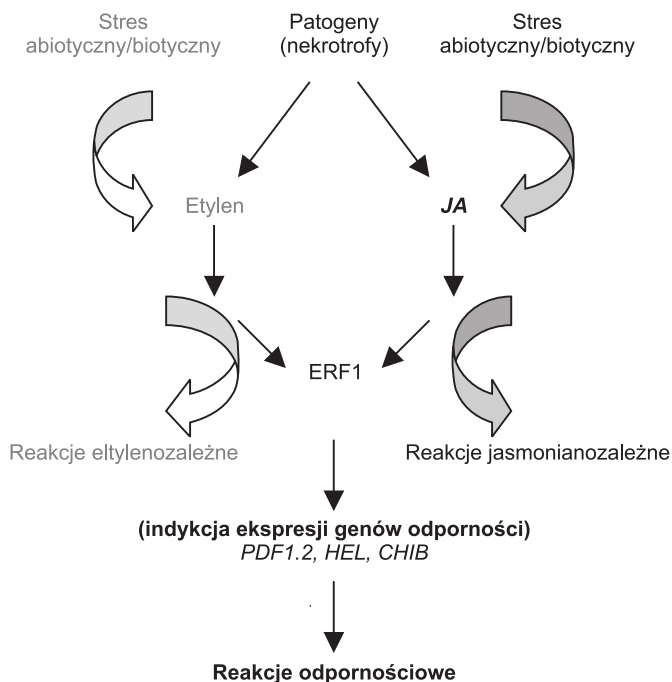 Stres
abiotyczny/biotyczny
Patogeny
(nekrotrofy)
Stres
abiotyczny/biotyczny
Etylen
JA
ERF1
Reakcje eltylenozależne
Reakcje jasmonianozależne
(indykcja ekspresji genów odporności)
PDF1.2, HEL, CHIB
Reakcje odpornościowe